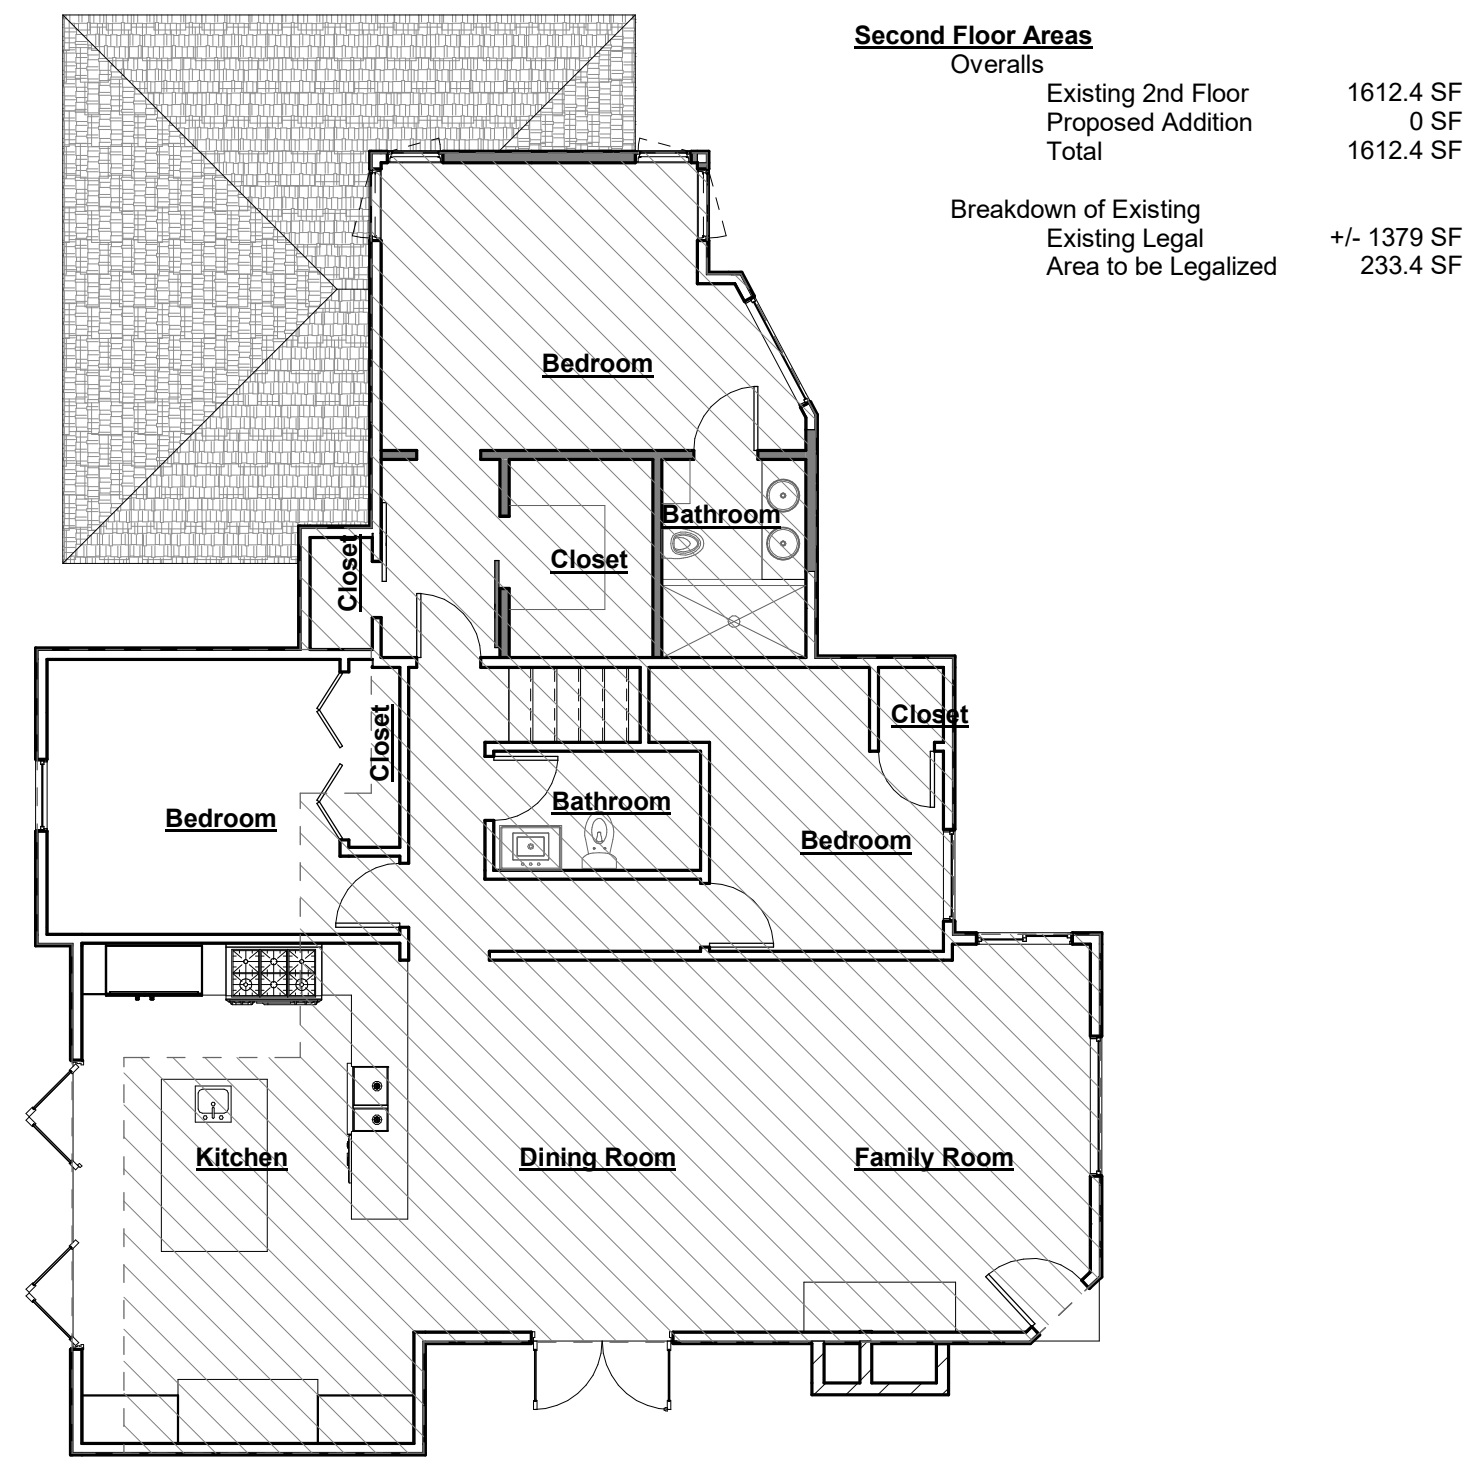 Second Floor Areas
Overalls
Existing 2nd Floor 1612.4 SF
Proposed Addition 0 SF
Total 1612.4 SF
Breakdown of Existing
Existing Legal +/- 1379 SF
Area to be Legalized 233.4 SF
Bedroom
Bathroom
Closet
Closet
Closet
Closet
Bedroom
Bathroom
Bedroom
Kitchen
Dining Room
Family Room